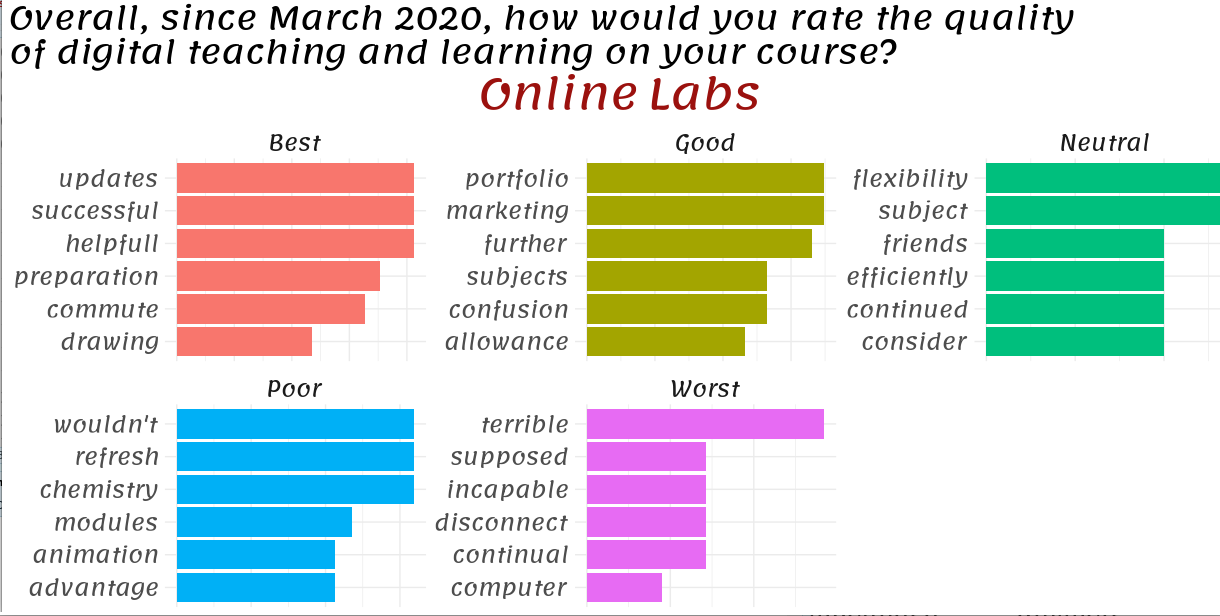 Overall, since March 2020, how would you rate the quality
of digital teaching and learning on your course?
Online Labs
Best
updates
successful
helpfull
preparation
commute
drawing
Good
portfolio
marketing
further
subjects
confusion
allowance
Neutral
flexibility
subject
friends
efficiently
continued
consider
Poor
wouldn't
refresh
chemistry
modules
animation
advantage
Worst
terrible
supposed
incapable
disconnect
continual
computer